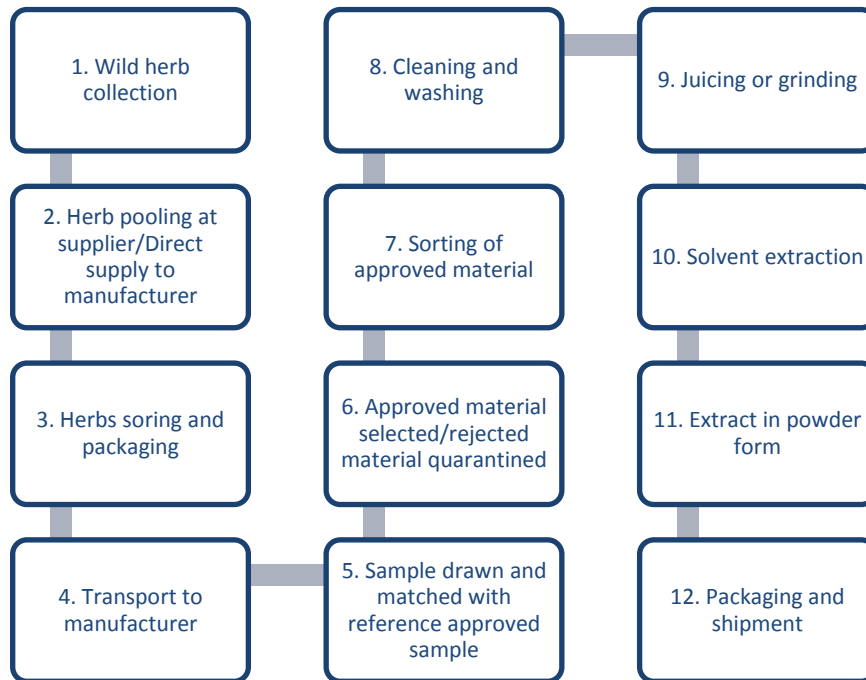 1. Wild herb
collection
2. Herb pooling at
supplier/Direct
supply to
manufacturer
3. Herbs soring and
packaging
4. Transport to
manufacturer
5. Sample drawn and
matched with
reference approved
sample
6. Approved material
selected/rejected
material quarantined
7. Sorting of
approved material
8. Cleaning and
washing
9. Juicing or grinding
10. Solvent extraction
11. Extract in powder
form
12. Packaging and
shipment